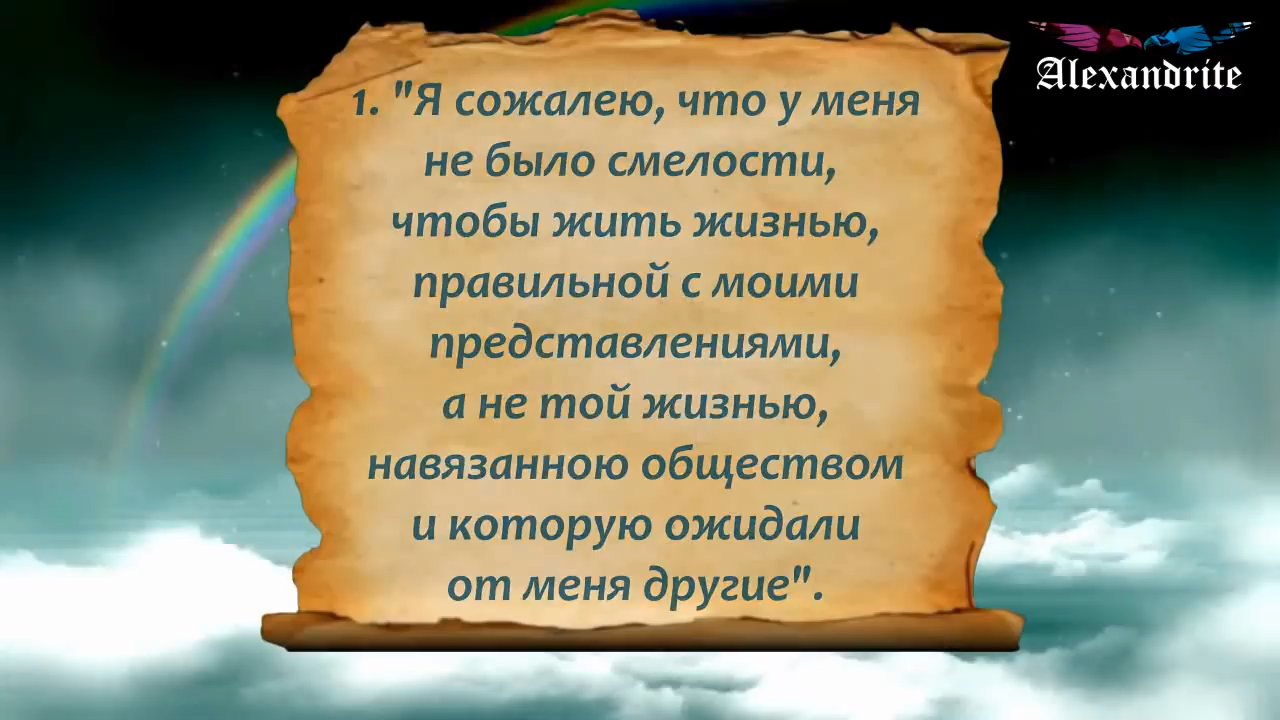 Alexandrite
1. "Я сожалею, что у меня
не было смелости,
чтобы жить жизнью,
правильной с моими
представлениями,
а не той жизнью,
навязанною обществом
и которую ожидали
от меня другие".